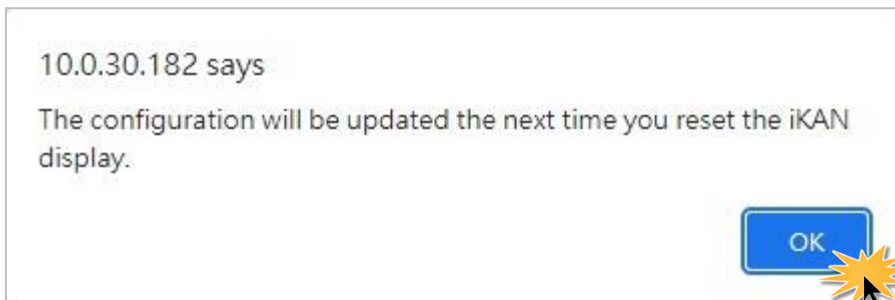 10.0.30.182 says
The configuration will be updated the next time you reset the iKAN
display.
OK